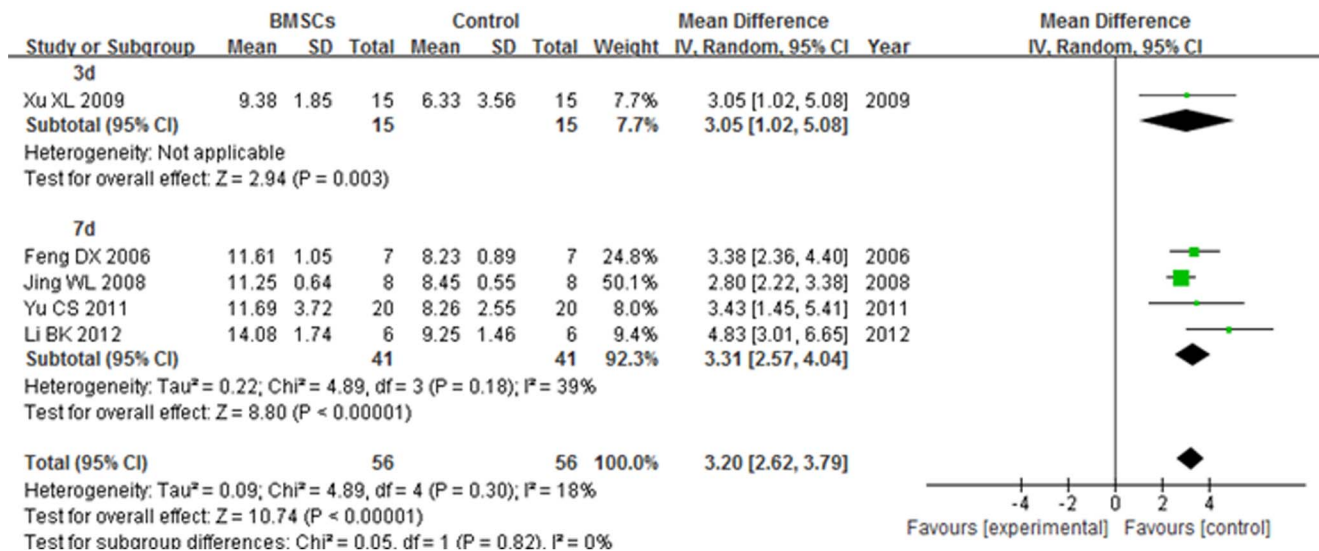 BMSCs Control Mean Difference Mean Difference
Study or Subgroup Mean SD Total Mean SD Total Weight IV, Random, 95% CI Year IV, Random, 95% CI
3d
Xu XL 2009 9.38 1.85 15 6.33 3.56 15 7.7% 3.05 [1.02, 5.08] 2009
Subtotal (95% CI) 15 15 7.7% 3.05 [1.02, 5.08]
Heterogeneity: Not applicable
Test for overall effect: Z = 2.94 (P = 0.003)
7d
Feng DX 2006 11.61 1.05 7 8.23 0.89 7 24.8% 3.38 [2.36, 4.40] 2006
Jing WL 2008 11.25 0.64 8 8.45 0.55 8 50.1% 2.80 [2.22, 3.38] 2008
Yu CS 2011 11.69 3.72 20 8.26 2.55 20 8.0% 3.43 [1.45, 5.41] 2011
Li BK 2012 14.08 1.74 6 9.25 1.46 6 9.4% 4.83 [3.01, 6.65] 2012
Subtotal (95% CI) 41 41 92.3% 3.31 [2.57, 4.04]
Heterogeneity: Tau² = 0.22; Chi² = 4.89, df = 3 (P = 0.18); I² = 39%
Test for overall effect: Z = 8.80 (P < 0.00001)
Total (95% CI) 56 56 100.0% 3.20 [2.62, 3.79]
Heterogeneity: Tau² = 0.09; Chi² = 4.89, df = 4 (P = 0.30); I² = 18%
Test for overall effect: Z = 10.74 (P < 0.00001)
Test for subgroup differences: Chi² = 0.05, df = 1 (P = 0.82), I² = 0%
-4 -2 0 2 4
Favours [experimental] Favours [control]